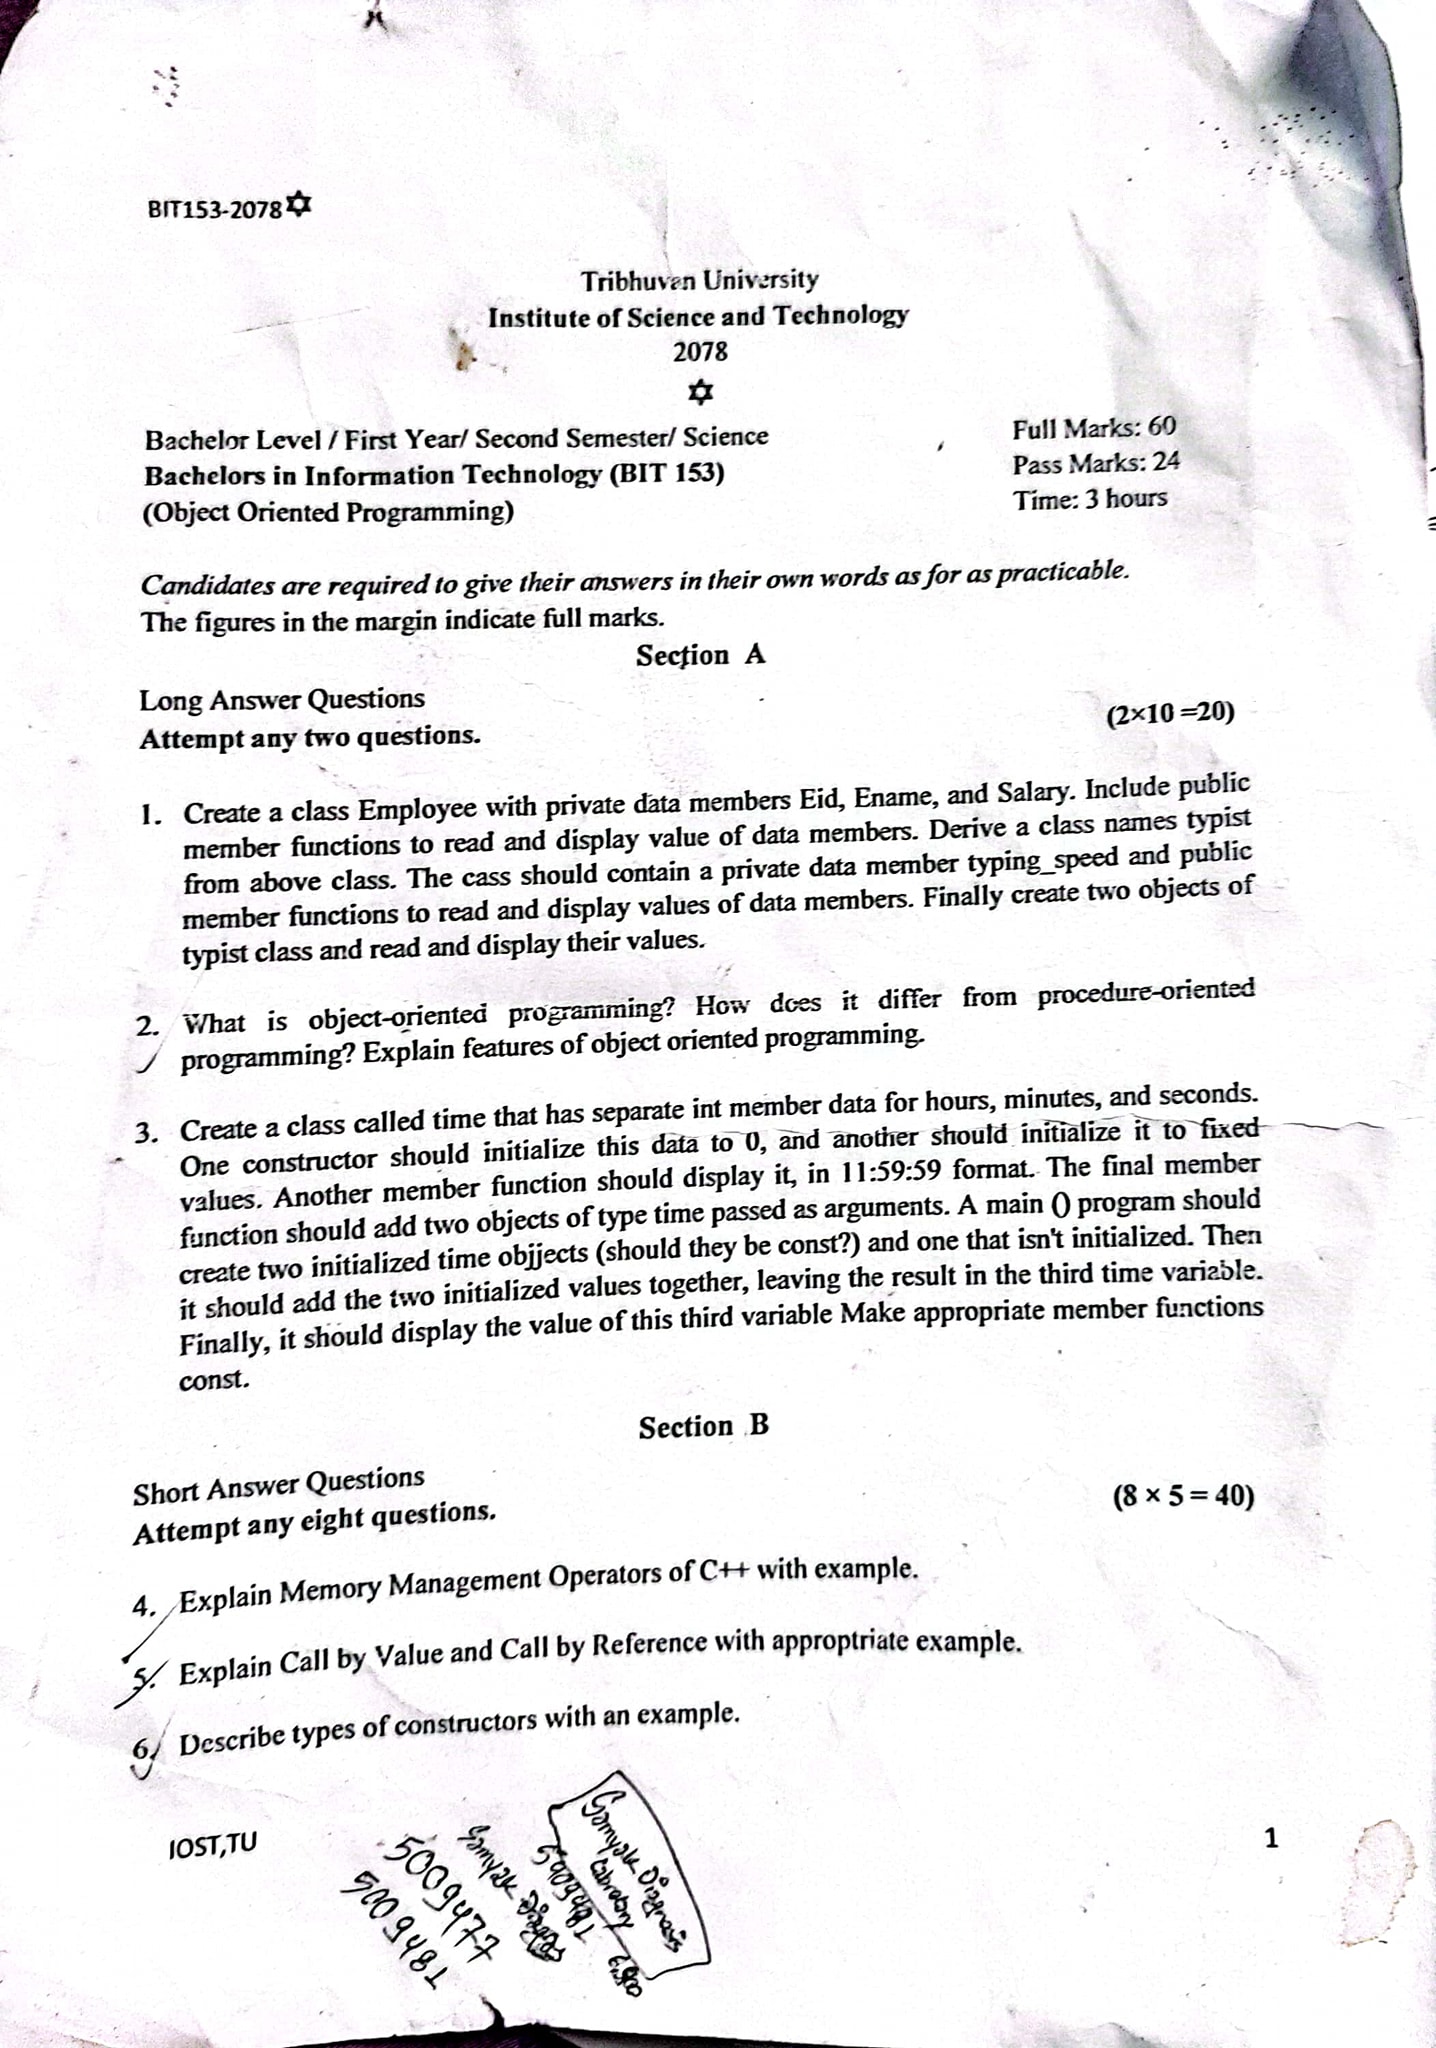 BIT153-2078✡
Tribhuvan University
Institute of Science and Technology
2078
✡
Bachelor Level / First Year/ Second Semester/ Science
Full Marks: 60
Bachelors in Information Technology (BIT 153)
Pass Marks: 24
(Object Oriented Programming)
Time: 3 hours
Candidates are required to give their answers in their own words as for as practicable.
The figures in the margin indicate full marks.
Section A
Long Answer Questions
(2×10 =20)
Attempt any two questions.
1. Create a class Employee with private data members Eid, Ename, and Salary. Include public
member functions to read and display value of data members. Derive a class names typist
from above class. The cass should contain a private data member typing_speed and public
member functions to read and display values of data members. Finally create two objects of
typist class and read and display their values.
2. What is object-oriented programming? How does it differ from procedure-oriented
programming? Explain features of object oriented programming.
3. Create a class called time that has separate int member data for hours, minutes, and seconds.
One constructor should initialize this data to 0, and another should initialize it to fixed
values. Another member function should display it, in 11:59:59 format. The final member
function should add two objects of type time passed as arguments. A main () program should
create two initialized time objjects (should they be const?) and one that isn't initialized. Then
it should add the two initialized values together, leaving the result in the third time variable.
Finally, it should display the value of this third variable Make appropriate member functions
const.
Section B
Short Answer Questions
(8 × 5 = 40)
Attempt any eight questions.
4. Explain Memory Management Operators of C++ with example.
5. Explain Call by Value and Call by Reference with approptriate example.
6. Describe types of constructors with an example.
IOST,TU
1
Samyak Diagnosis
5009477